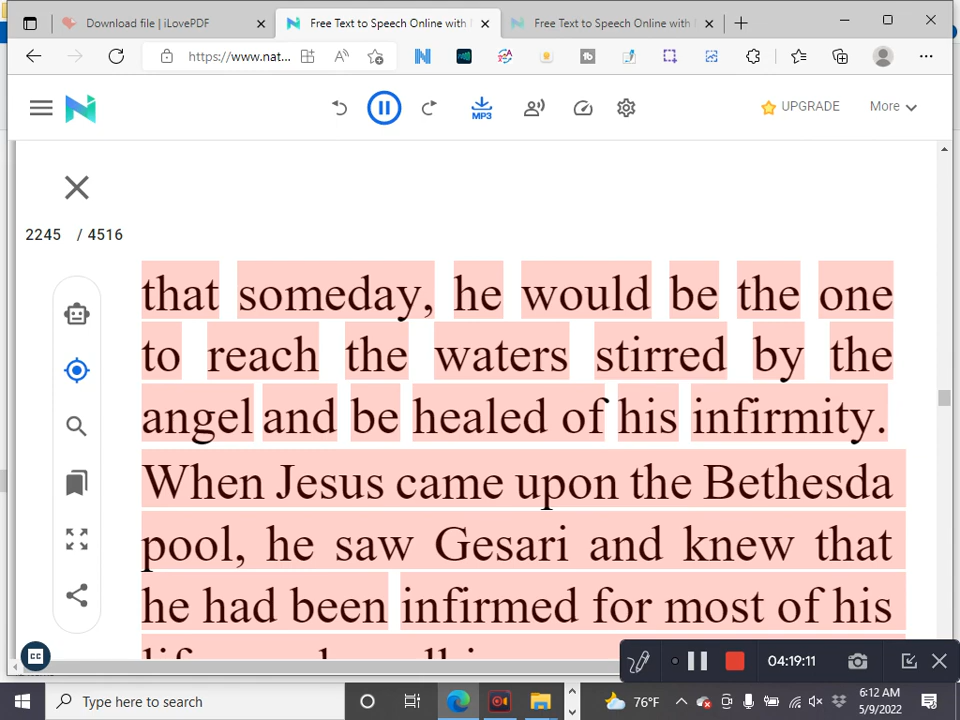 Download file | iLovePDF
Free Text to Speech Online with
Free Text to Speech Online with
https://www.nat...
MP3
UPGRADE
More
2245 / 4516
that someday, he would be the one
to reach the waters stirred by the
angel and be healed of his infirmity.
When Jesus came upon the Bethesda
pool, he saw Gesari and knew that
he had been infirmed for most of his
CC
04:19:11
Type here to search
76°F
6:12 AM
5/9/2022